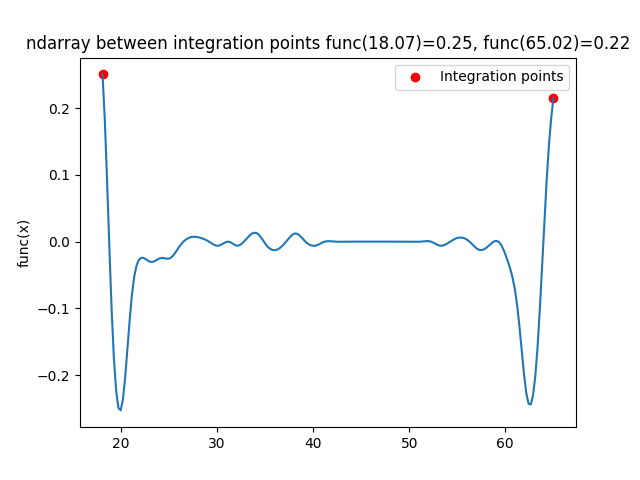 ndarray between integration points func(18.07)=0.25, func(65.02)=0.22
Integration points
func(x)
0.2
0.1
0.0
−0.1
−0.2
20 30 40 50 60